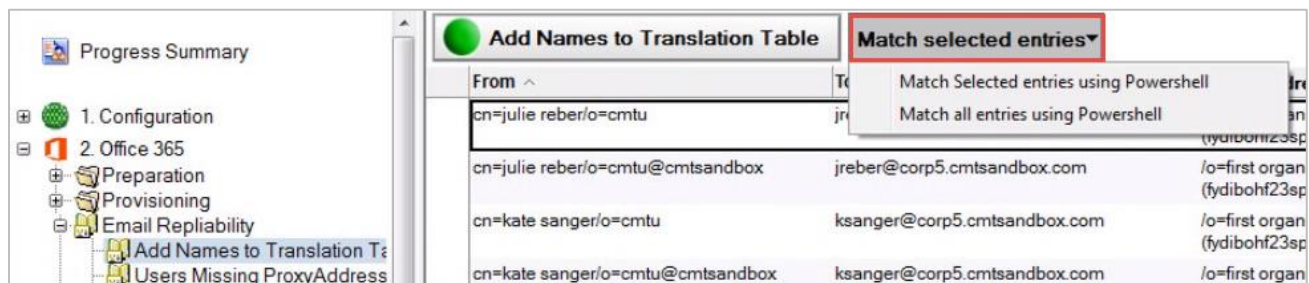 Progress Summary
1. Configuration
2. Office 365
Preparation
Provisioning
Email Repliability
Add Names to Translation Ta
Users Missing ProxyAddress
Add Names to Translation Table
Match selected entries
Match Selected entries using Powershell
Match all entries using Powershell
From
cn=julie reber/o=cmtu
cn=julie reber/o=cmtu@cmtsandbox jreber@corp5.cmtsandbox.com /o=first organ
(fydibohf23sp
cn=kate sanger/o=cmtu ksanger@corp5.cmtsandbox.com /o=first organ
(fydibohf23sp
cn=kate sanger/o=cmtu@cmtsandbox ksanger@corp5.cmtsandbox.com /o=first organ